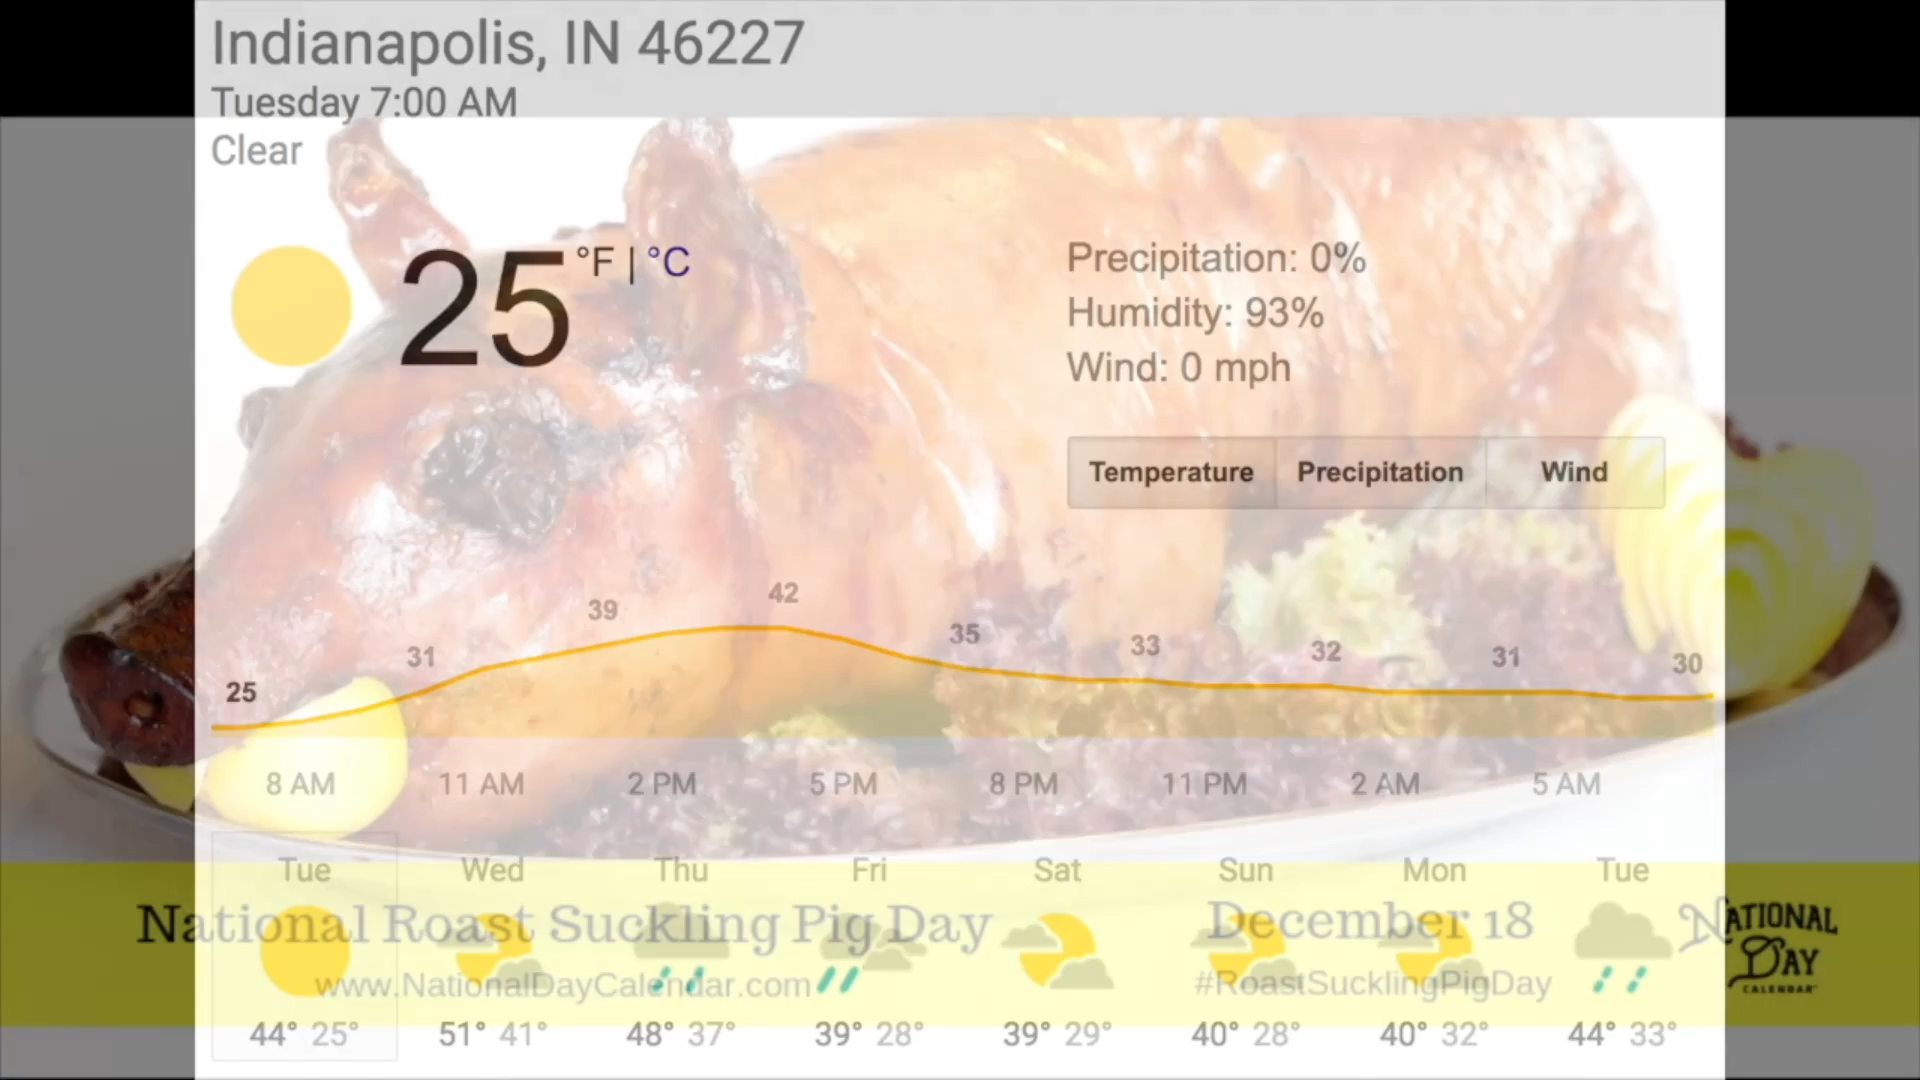 Indianapolis, IN 46227
Tuesday 7:00 AM
Clear
25 °F | °C
Precipitation: 0%
Humidity: 93%
Wind: 0 mph
Temperature Precipitation Wind
25 31 39 42 35 33 32 31 30
8 AM 11 AM 2 PM 5 PM 8 PM 11 PM 2 AM 5 AM
Tue Wed Thu Fri Sat Sun Mon Tue
National Roast Suckling Pig Day
December 18
www.NationalDayCalendar.com
#RoastSucklingPigDay
NATIONAL
DAY
CALENDAR
44° 25° 51° 41° 48° 37° 39° 28° 39° 29° 40° 28° 40° 32° 44° 33°